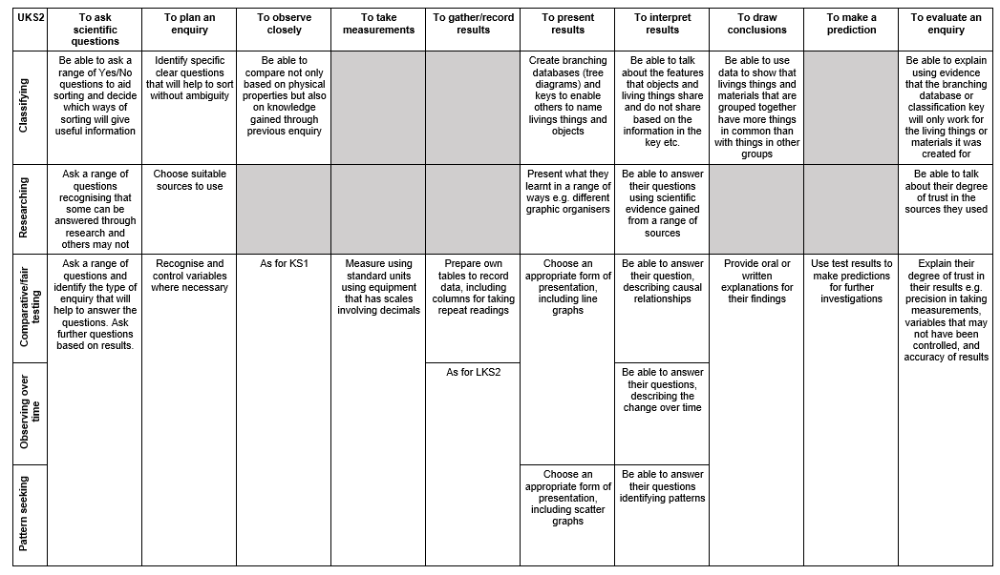 UKS2
To ask
scientific
questions
To plan an
enquiry
To observe
closely
To take
measurements
To gather/record
results
To present
results
To interpret
results
To draw
conclusions
To make a
prediction
To evaluate an
enquiry
Classifying
Be able to ask a
range of Yes/No
questions to aid
sorting and decide
which ways of
sorting will give
useful information
Identify specific
clear questions
that will help to sort
without ambiguity
Be able to
compare not only
based on physical
properties but also
on knowledge
gained through
previous enquiry
Create branching
databases (tree
diagrams) and
keys to enable
others to name
livings things and
objects
Be able to talk
about the features
that objects and
living things share
and do not share
based on the
information in the
key etc.
Be able to use
data to show that
livings things and
materials that are
grouped together
have more things
in common than
with things in other
groups
Be able to explain
using evidence
that the branching
database or
classification key
will only work for
the living things or
materials it was
created for
Researching
Ask a range of
questions
recognising that
some can be
answered through
research and
others may not
Choose suitable
sources to use
Present what they
learnt in a range of
ways e.g. different
graphic organisers
Be able to answer
their questions
using scientific
evidence gained
from a range of
sources
Be able to talk
about their degree
of trust in the
sources they used
Comparative/fair
testing
Ask a range of
questions and
identify the type of
enquiry that will
help to answer the
questions. Ask
further questions
based on results.
Recognise and
control variables
where necessary
As for KS1
Measure using
standard units
using equipment
that has scales
involving decimals
Prepare own
tables to record
data, including
columns for taking
repeat readings
Choose an
appropriate form of
presentation,
including line
graphs
Be able to answer
their question,
describing causal
relationships
Provide oral or
written
explanations for
their findings
Use test results to
make predictions
for further
investigations
Explain their
degree of trust in
their results e.g.
precision in taking
measurements,
variables that may
not have been
controlled, and
accuracy of results
Observing over
time
As for LKS2
Be able to answer
their questions,
describing the
change over time
Pattern seeking
Choose an
appropriate form of
presentation,
including scatter
graphs
Be able to answer
their questions
identifying patterns